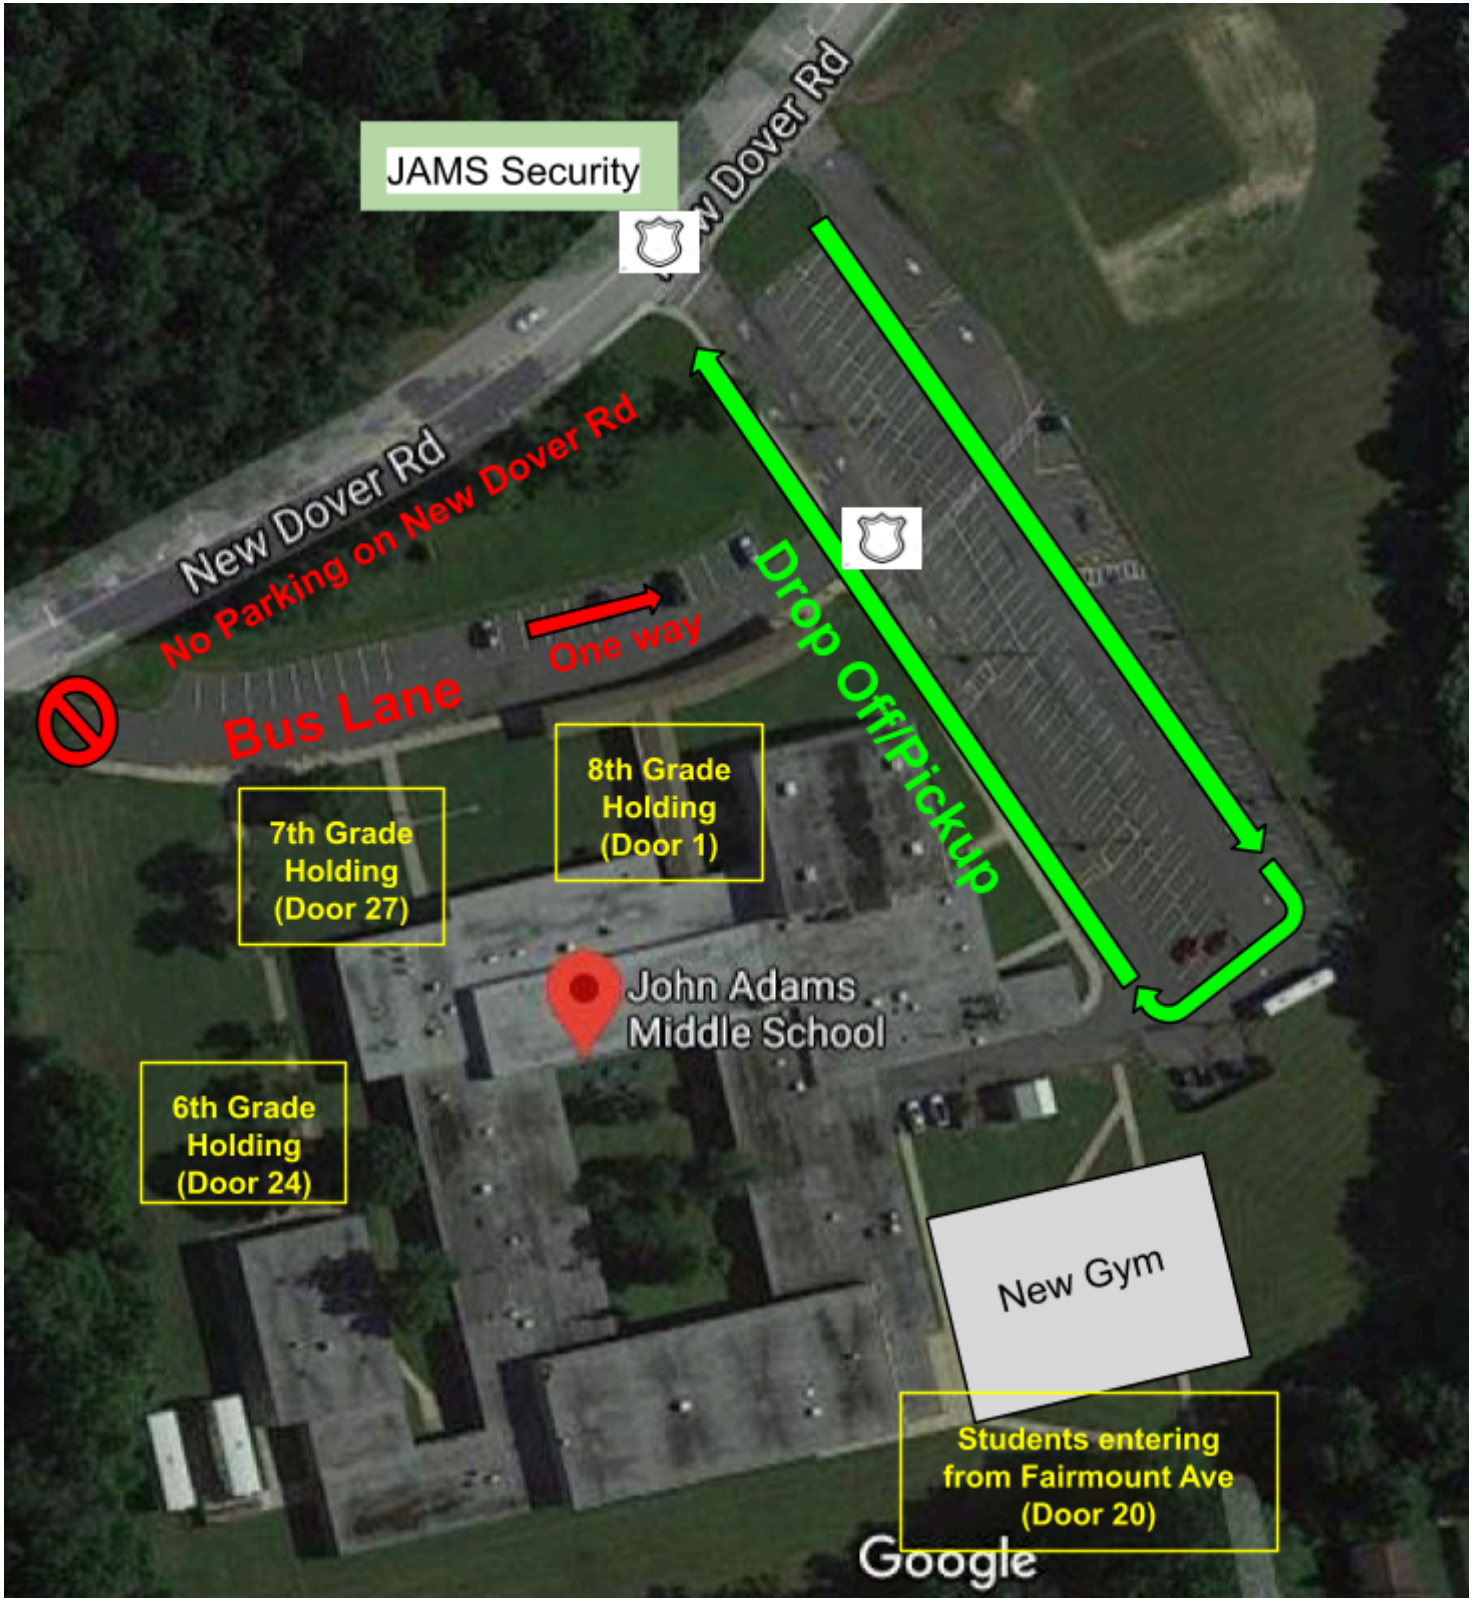 New Dover Rd
JAMS Security
New Dover Rd
No Parking on New Dover Rd
One way
Bus Lane
Drop Off/Pickup
8th Grade
Holding
(Door 1)
7th Grade
Holding
(Door 27)
John Adams
Middle School
6th Grade
Holding
(Door 24)
New Gym
Students entering
from Fairmount Ave
(Door 20)
Google